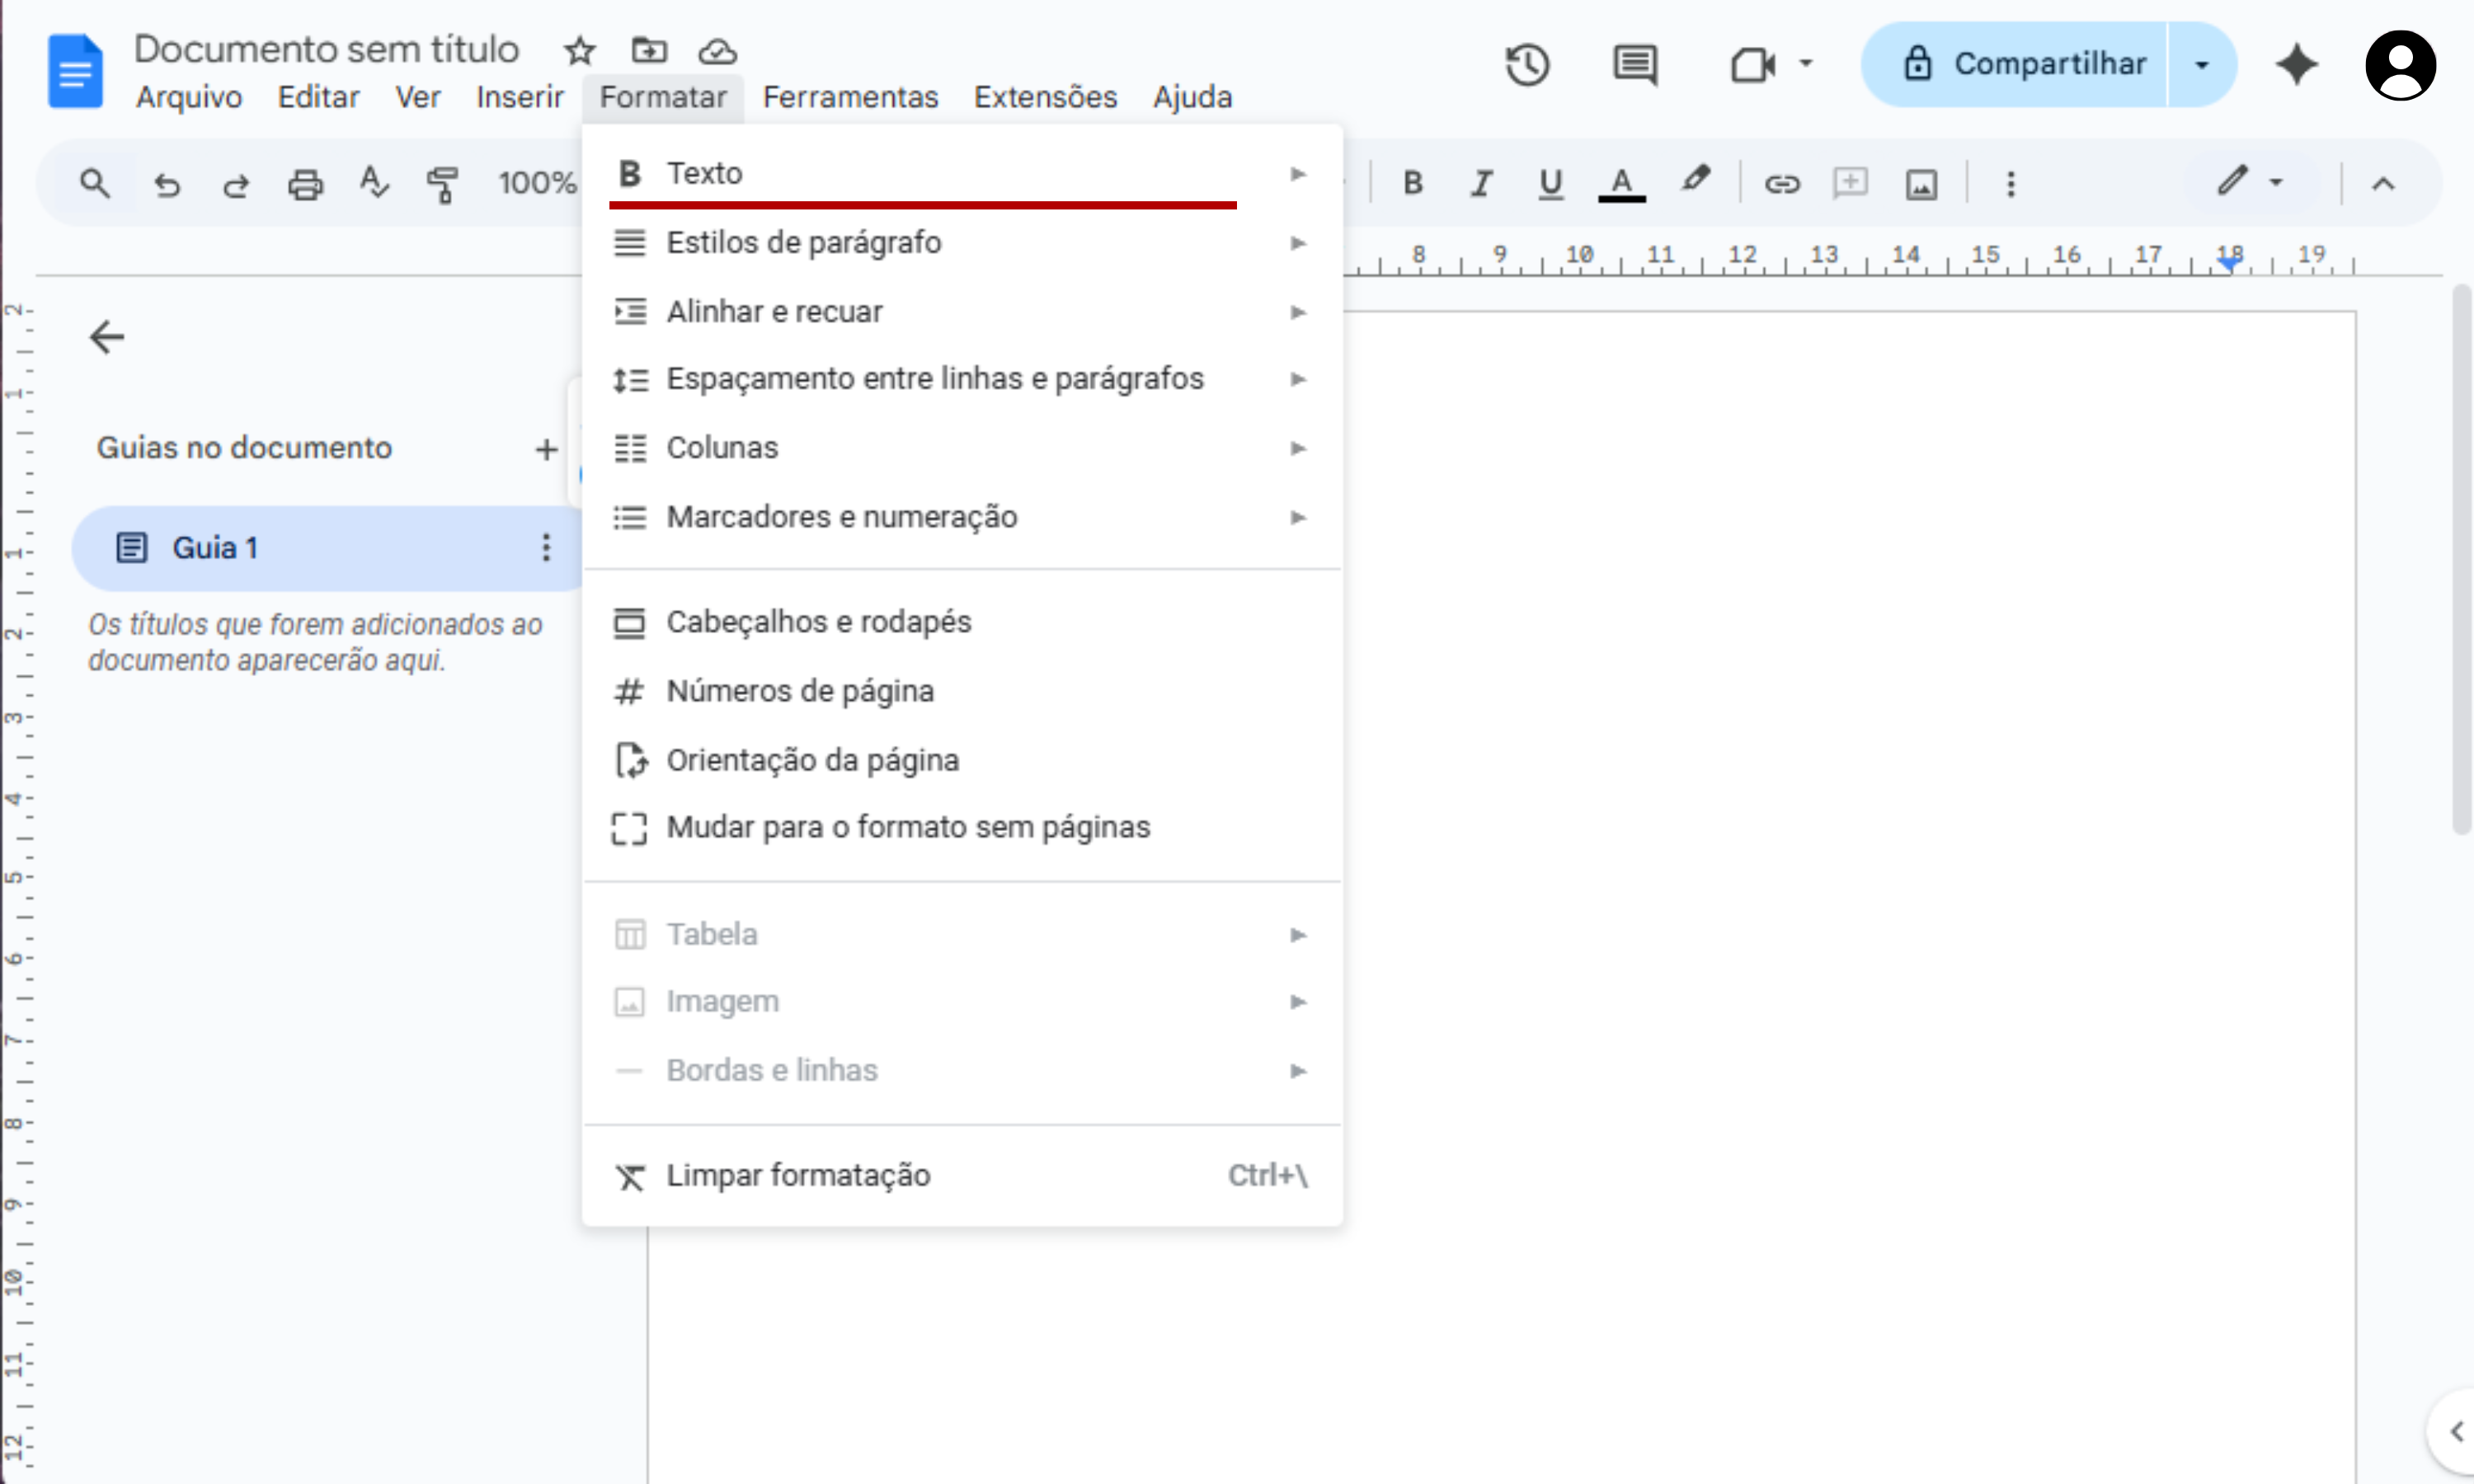 Documento sem título
Arquivo Editar Ver Inserir Formatar Ferramentas Extensões Ajuda
Compartilhar
100%
B I U A
8 9 10 11 12 13 14 15 16 17 18 19
B Texto
Estilos de parágrafo
Alinhar e recuar
Espaçamento entre linhas e parágrafos
Colunas
Marcadores e numeração
Cabeçalhos e rodapés
# Números de página
Orientação da página
Mudar para o formato sem páginas
Tabela
Imagem
Bordas e linhas
Limpar formatação Ctrl+\
Guias no documento +
Guia 1
Os títulos que forem adicionados ao
documento aparecerão aqui.
2
1
1
2
3
4
5
6
7
8
9
10
11
12